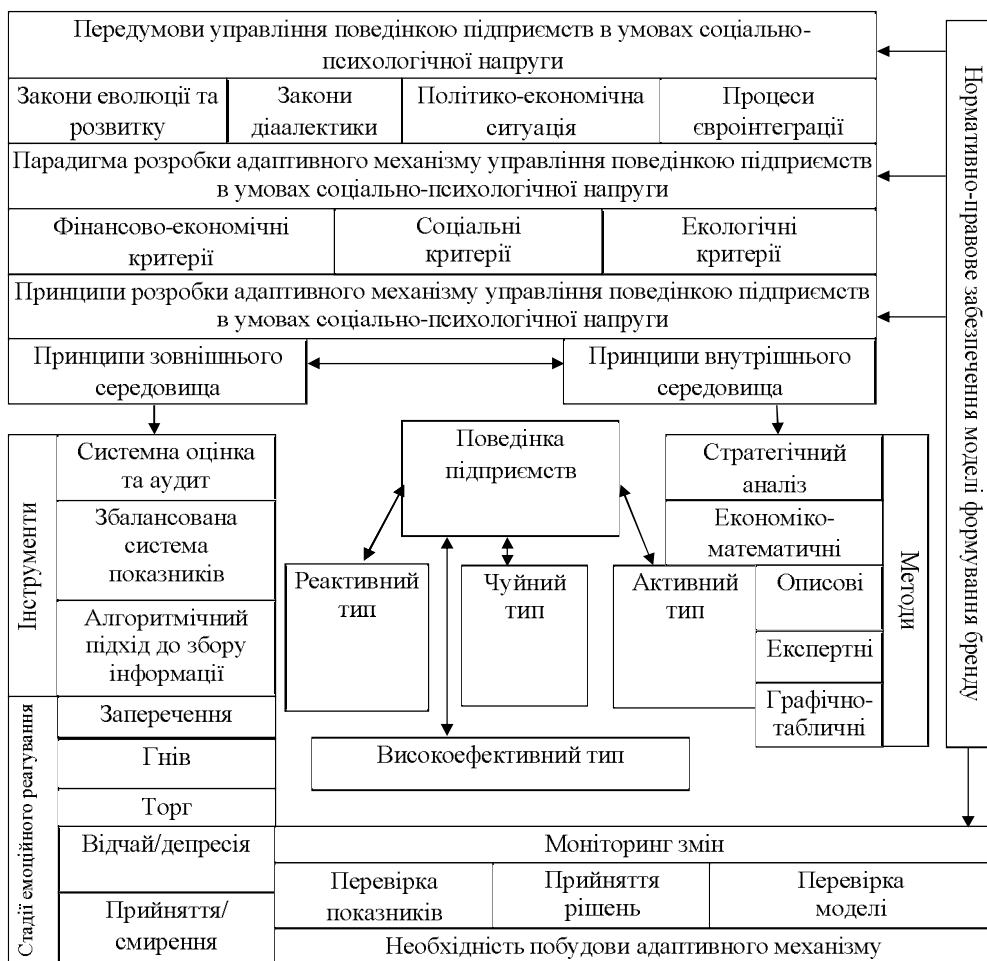 Передумови управління поведінкою підприємств в умовах соціально-
психологічної напруги
Закони еволюції та
розвитку
Закони
діаалектики
Політико-економічна
ситуація
Процеси
євроінтеграції
Парадигма розробки адаптивного механізму управління поведінкою підприємств
в умовах соціально-психологічної напруги
Фінансово-економічні
критерії
Соціальні
критерії
Екологічні
критерії
Принципи розробки адаптивного механізму управління поведінкою підприємств
в умовах соціально-психологічної напруги
Принципи зовнішнього
середовища
Принципи внутрішнього
середовища
Нормативно-правове забезпечення моделі формування бренду
Інструменти
Системна оцінка
та аудит
Збалансована
система
показників
Алгоритмічний
підхід до збору
інформації
Поведінка
підприємств
Реактивний
тип
Чуйний
тип
Активний
тип
Високоефективний тип
Стратегічний
аналіз
Економіко-
математичні
Описові
Експертні
Графічно-
табличні
Методи
Стадії емоційного реагування
Заперечення
Гнів
Торг
Відчай/депресія
Прийняття/
смирення
Моніторинг змін
Перевірка
показників
Прийняття
рішень
Перевірка
моделі
Необхідність побудови адаптивного механізму